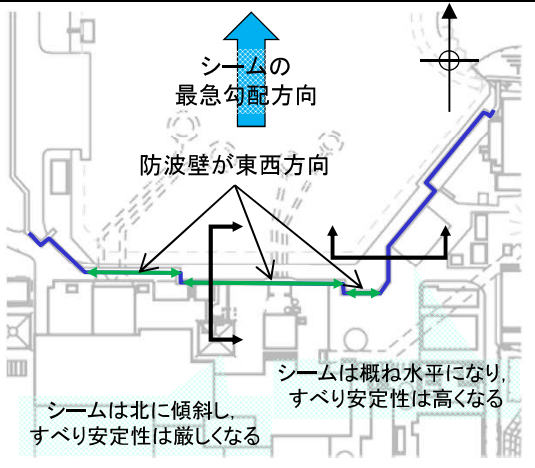 シームの
最急勾配方向
防波壁が東西方向
シームは概ね水平になり,
すべり安定性は高くなる
シームは北に傾斜し,
すべり安定性は厳しくなる